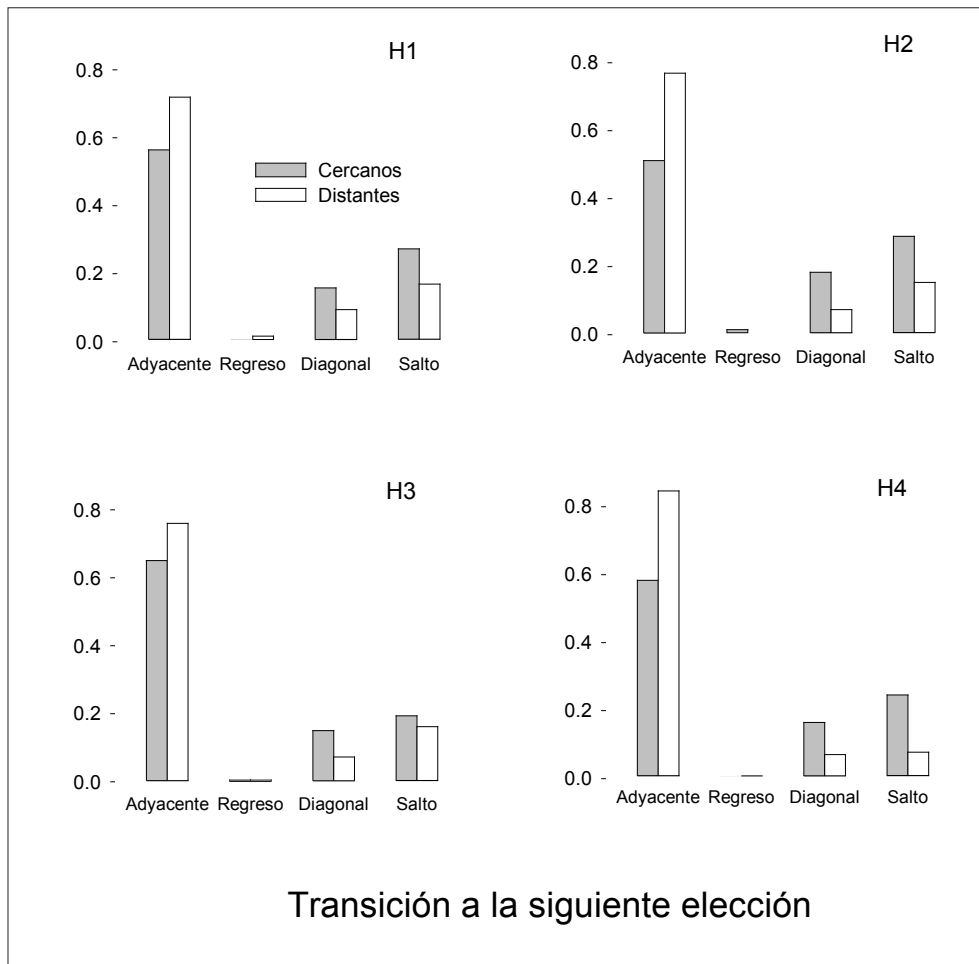 H1
0.8
0.6
0.4
0.2
0.0
Cercanos
Distantes
Adyacente Regreso Diagonal Salto
H2
0.8
0.6
0.4
0.2
0.0
Adyacente Regreso Diagonal Salto
H3
0.8
0.6
0.4
0.2
0.0
Adyacente Regreso Diagonal Salto
H4
0.8
0.6
0.4
0.2
0.0
Adyacente Regreso Diagonal Salto
Transición a la siguiente elección